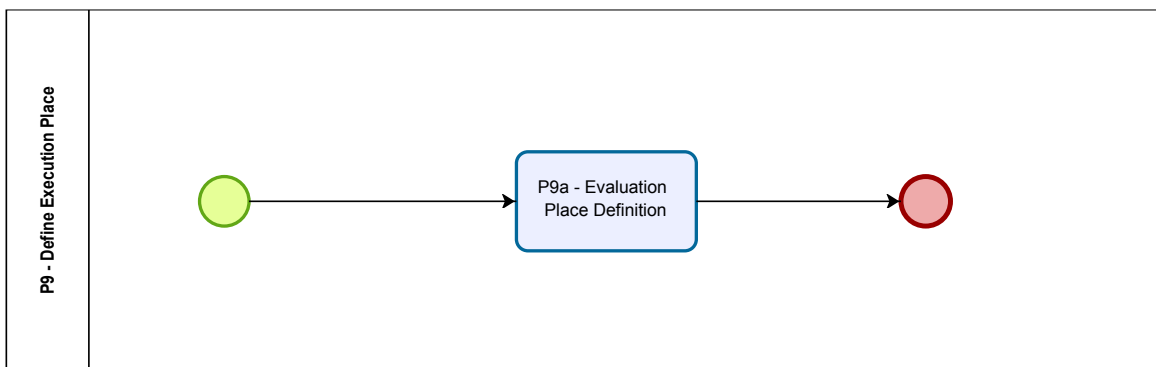 P9 - Define Execution Place
P9a - Evaluation
Place Definition